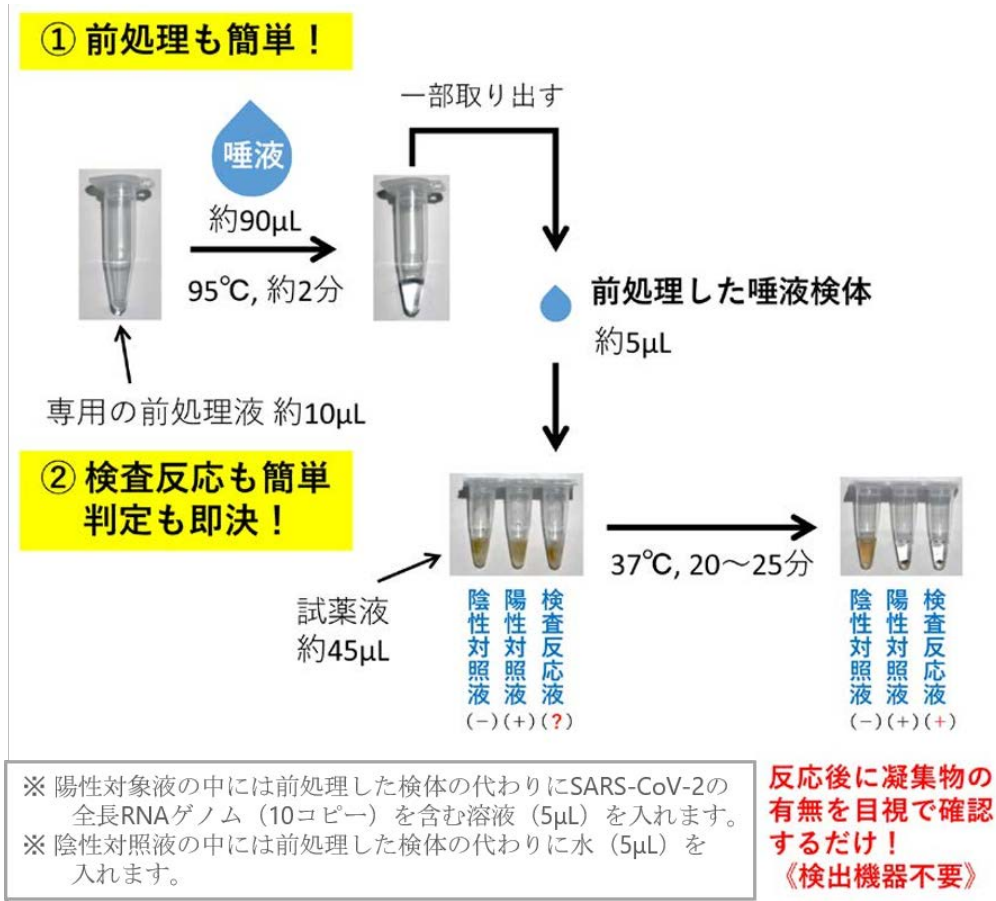 ① 前処理も簡単！
一部取り出す
唾液
約90μL
95℃, 約2分
前処理した唾液検体
約5μL
専用の前処理液 約10μL
② 検査反応も簡単
判定も即決！
37℃, 20〜25分
試薬液
約45μL
陰性対照液
(−)
陽性対照液
(+)
検査反応液
(?)
陰性対照液
(−)
陽性対照液
(+)
検査反応液
(+)
※ 陽性対象液の中には前処理した検体の代わりにSARS-CoV-2の
全長RNAゲノム（10コピー）を含む溶液（5μL）を入れます。
※ 陰性対照液の中には前処理した検体の代わりに水（5μL）を
入れます。
反応後に凝集物の
有無を目視で確認
するだけ！
《検出機器不要》